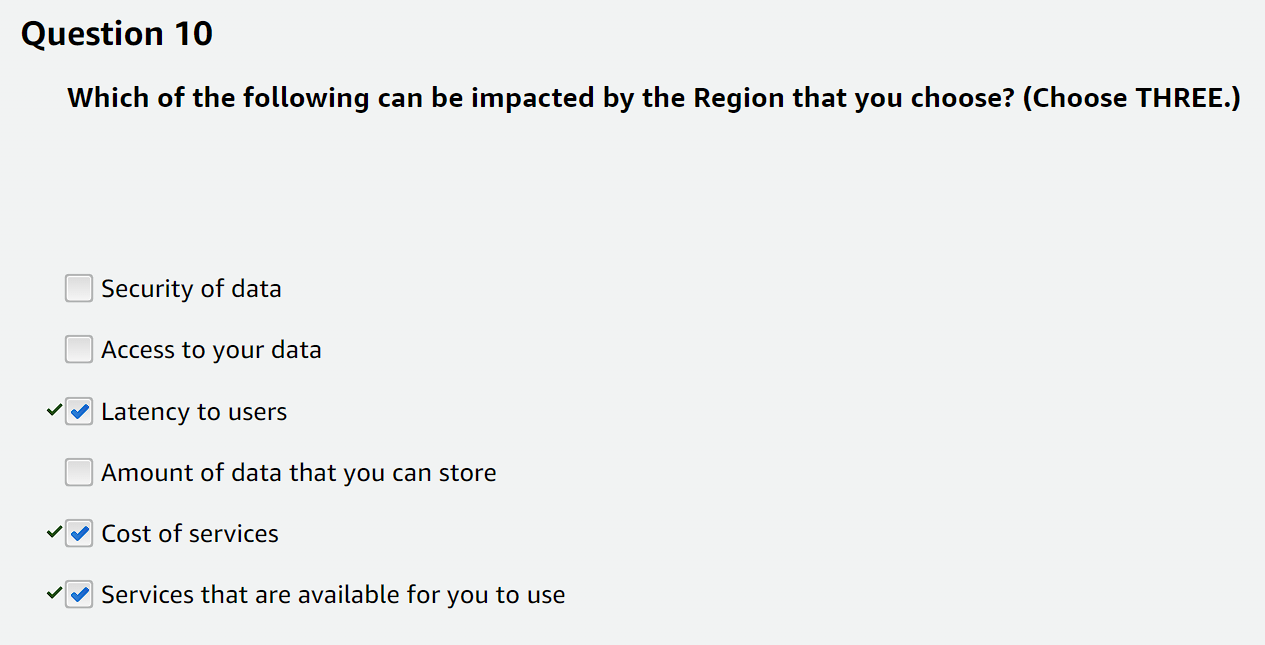 Question 10
Which of the following can be impacted by the Region that you choose? (Choose THREE.)
Security of data
Access to your data
Latency to users
Amount of data that you can store
Cost of services
Services that are available for you to use